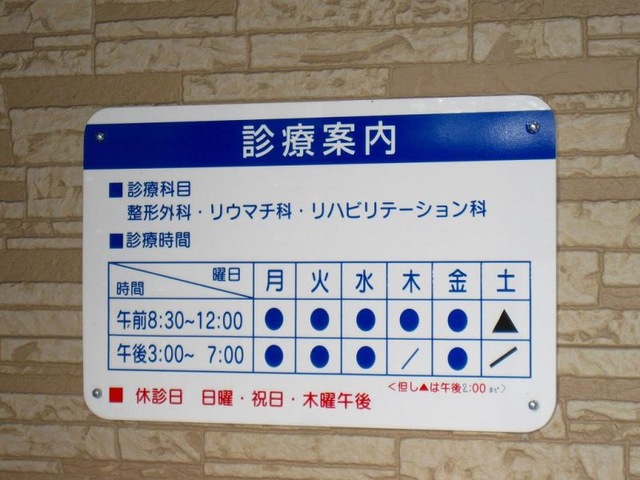 診療案内
■診療科目
整形外科・リウマチ科・リハビリテーション科
■診療時間
曜日 時間 月 火 水 木 金 土
午前8:30~12:00 ● ● ● ● ● ▲
午後3:00~ 7:00 ● ● ● ／ ● ／
<但し▲は午後2:00まで>
■ 休診日 日曜・祝日・木曜午後